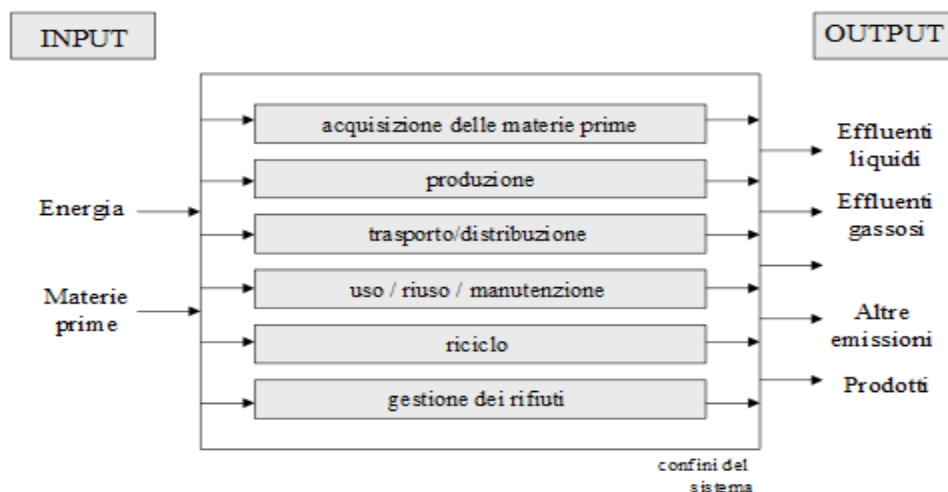 INPUT
OUTPUT
acquisizione delle materie prime
produzione
trasporto/distribuzione
uso / riuso / manutenzione
riciclo
gestione dei rifiuti
Energia
Materie
prime
Effluenti
liquidi
Effluenti
gassosi
Altre
emissioni
Prodotti
confini del
sistema